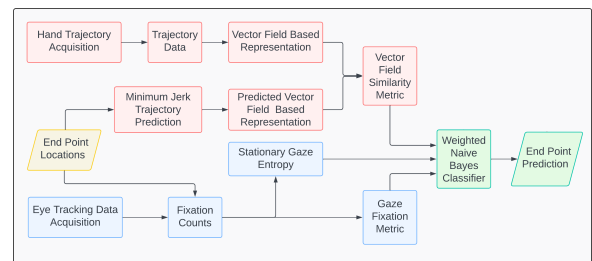 Hand Trajectory
Acquisition
Trajectory
Data
Vector Field Based
Representation
Vector
Field
Similarity
Metric
Minimum Jerk
Trajectory
Prediction
Predicted Vector
Field Based
Representation
End Point
Locations
Stationary Gaze
Entropy
Weighted
Naive
Bayes
Classifier
End Point
Prediction
Eye Tracking Data
Acquisition
Fixation
Counts
Gaze
Fixation
Metric